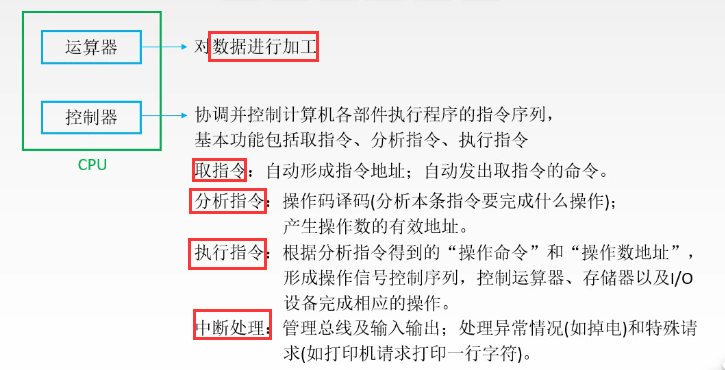 运算器 对数据进行加工
控制器 协调并控制计算机各部件执行程序的指令序列，
基本功能包括取指令、分析指令、执行指令
CPU
取指令：自动形成指令地址；自动发出取指令的命令。
分析指令：操作码译码(分析本条指令要完成什么操作)；
产生操作数的有效地址。
执行指令：根据分析指令得到的“操作命令”和“操作数地址”，
形成操作信号控制序列，控制运算器、存储器以及I/O
设备完成相应的操作。
中断处理：管理总线及输入输出；处理异常情况(如掉电)和特殊请
求(如打印机请求打印一行字符)。